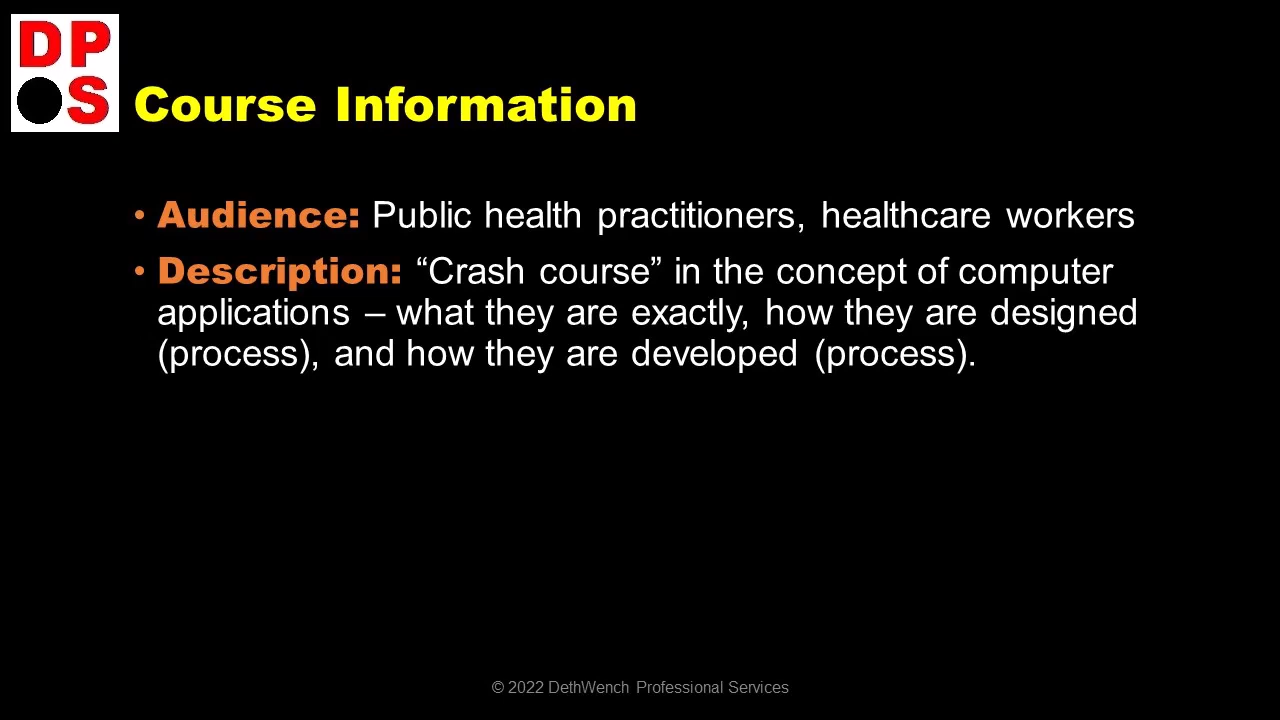 DP
S
Course Information
• Audience: Public health practitioners, healthcare workers
• Description: “Crash course” in the concept of computer
applications – what they are exactly, how they are designed
(process), and how they are developed (process).
© 2022 DethWench Professional Services